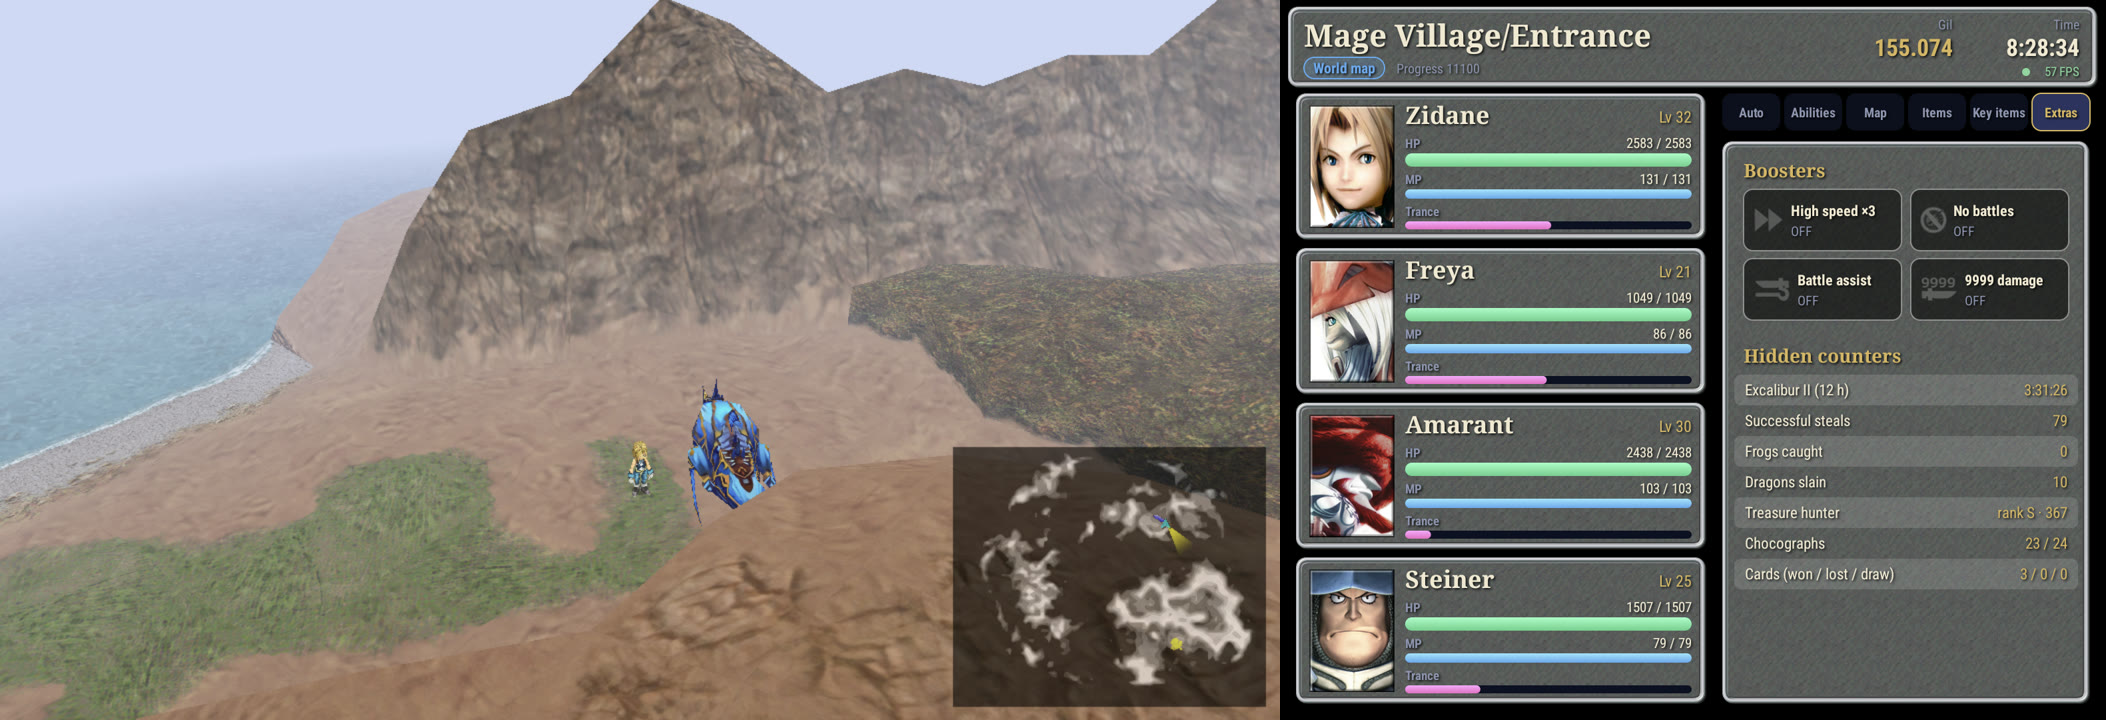 Mage Village/Entrance
Gil
155.074
Time
8:28:34
World map
Progress 11100
57 FPS
Zidane
Lv 32
HP
2583 / 2583
MP
131 / 131
Trance
Freya
Lv 21
HP
1049 / 1049
MP
86 / 86
Trance
Amarant
Lv 30
HP
2438 / 2438
MP
103 / 103
Trance
Steiner
Lv 25
HP
1507 / 1507
MP
79 / 79
Trance
Auto
Abilities
Map
Items
Key items
Extras
Boosters
High speed ×3
OFF
No battles
OFF
Battle assist
OFF
9999
9999 damage
OFF
Hidden counters
Excalibur II (12 h) 3:31:26
Successful steals 79
Frogs caught 0
Dragons slain 10
Treasure hunter rank S · 367
Chocographs 23 / 24
Cards (won / lost / draw) 3 / 0 / 0